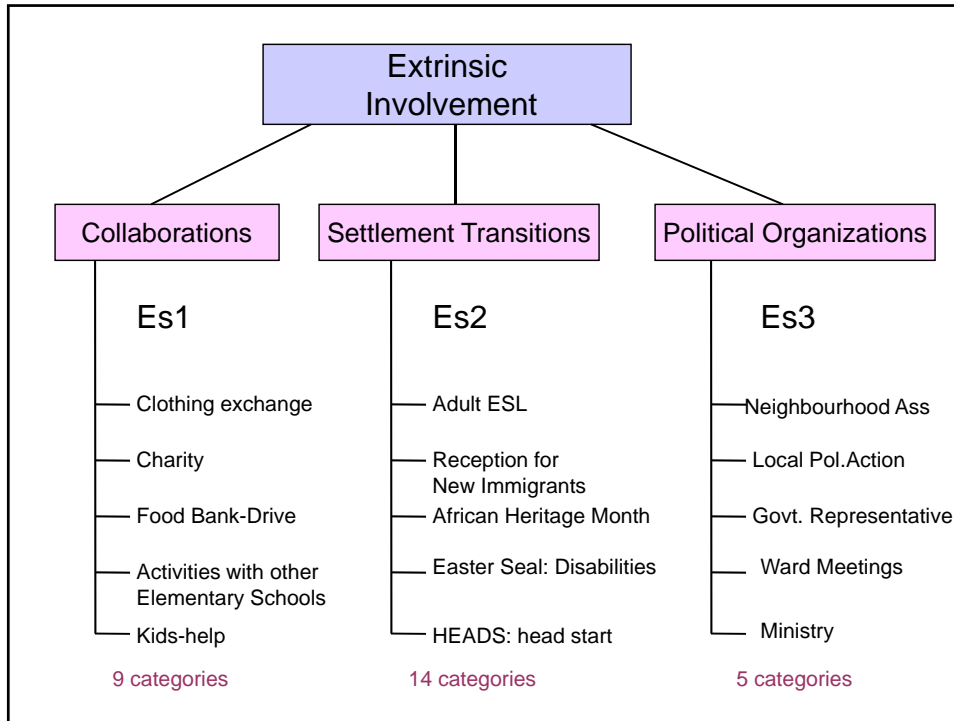 Extrinsic
Involvement
Collaborations
Settlement Transitions
Political Organizations
Es1
Es2
Es3
Clothing exchange
Charity
Food Bank-Drive
Activities with other
Elementary Schools
Kids-help
9 categories
Adult ESL
Reception for
New Immigrants
African Heritage Month
Easter Seal: Disabilities
HEADS: head start
14 categories
Neighbourhood Ass
Local Pol.Action
Govt. Representative
Ward Meetings
Ministry
5 categories